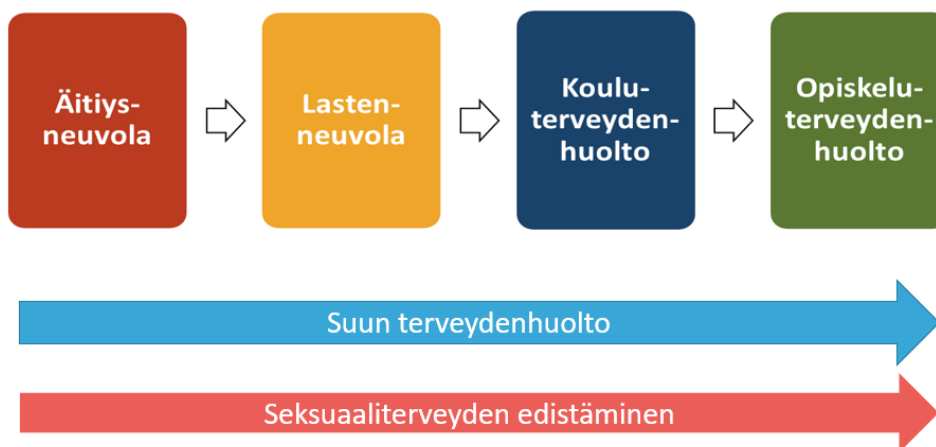 Äitiys-
neuvola
Lasten-
neuvola
Koulu-
terveyden-
huolto
Opiskelu-
terveyden-
huolto
Suun terveydenhuolto
Seksuaaliterveyden edistäminen